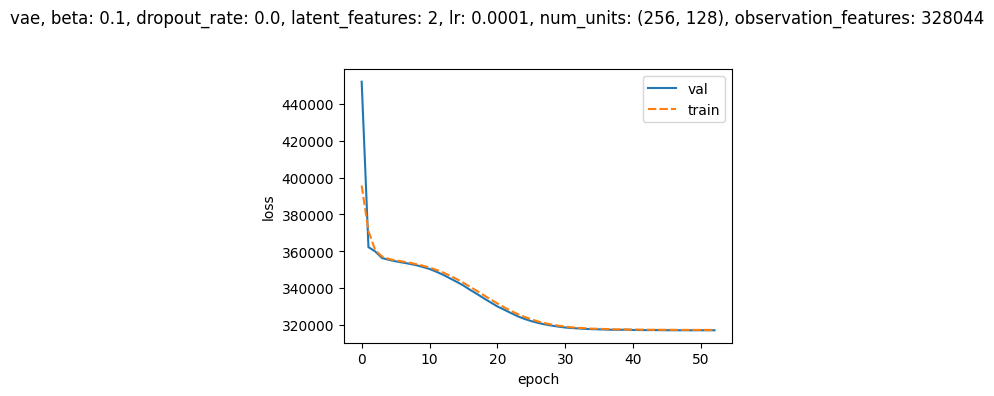 vae, beta: 0.1, dropout_rate: 0.0, latent_features: 2, lr: 0.0001, num_units: (256, 128), observation_features: 328044
val
train
440000
420000
400000
380000
360000
340000
320000
loss
0 10 20 30 40 50
epoch